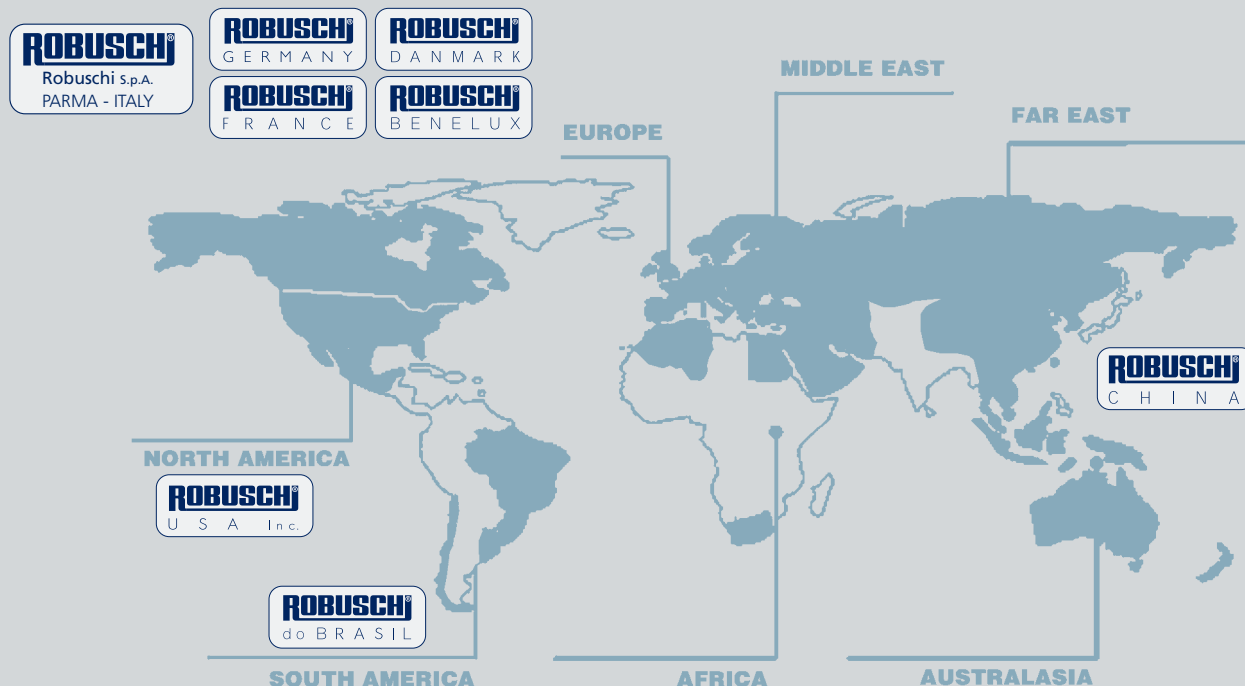 ROBUSCHi®
Robuschi S.p.A.
PARMA - ITALY
ROBUSCHi®
GERMANY
ROBUSCHi®
DANMARK
ROBUSCHi®
FRANCE
ROBUSCHi®
BENELUX
MIDDLE EAST
EUROPE
FAR EAST
ROBUSCHi®
CHINA
NORTH AMERICA
ROBUSCHi®
USA Inc.
ROBUSCHi®
do BRASIL
SOUTH AMERICA
AFRICA
AUSTRALASIA